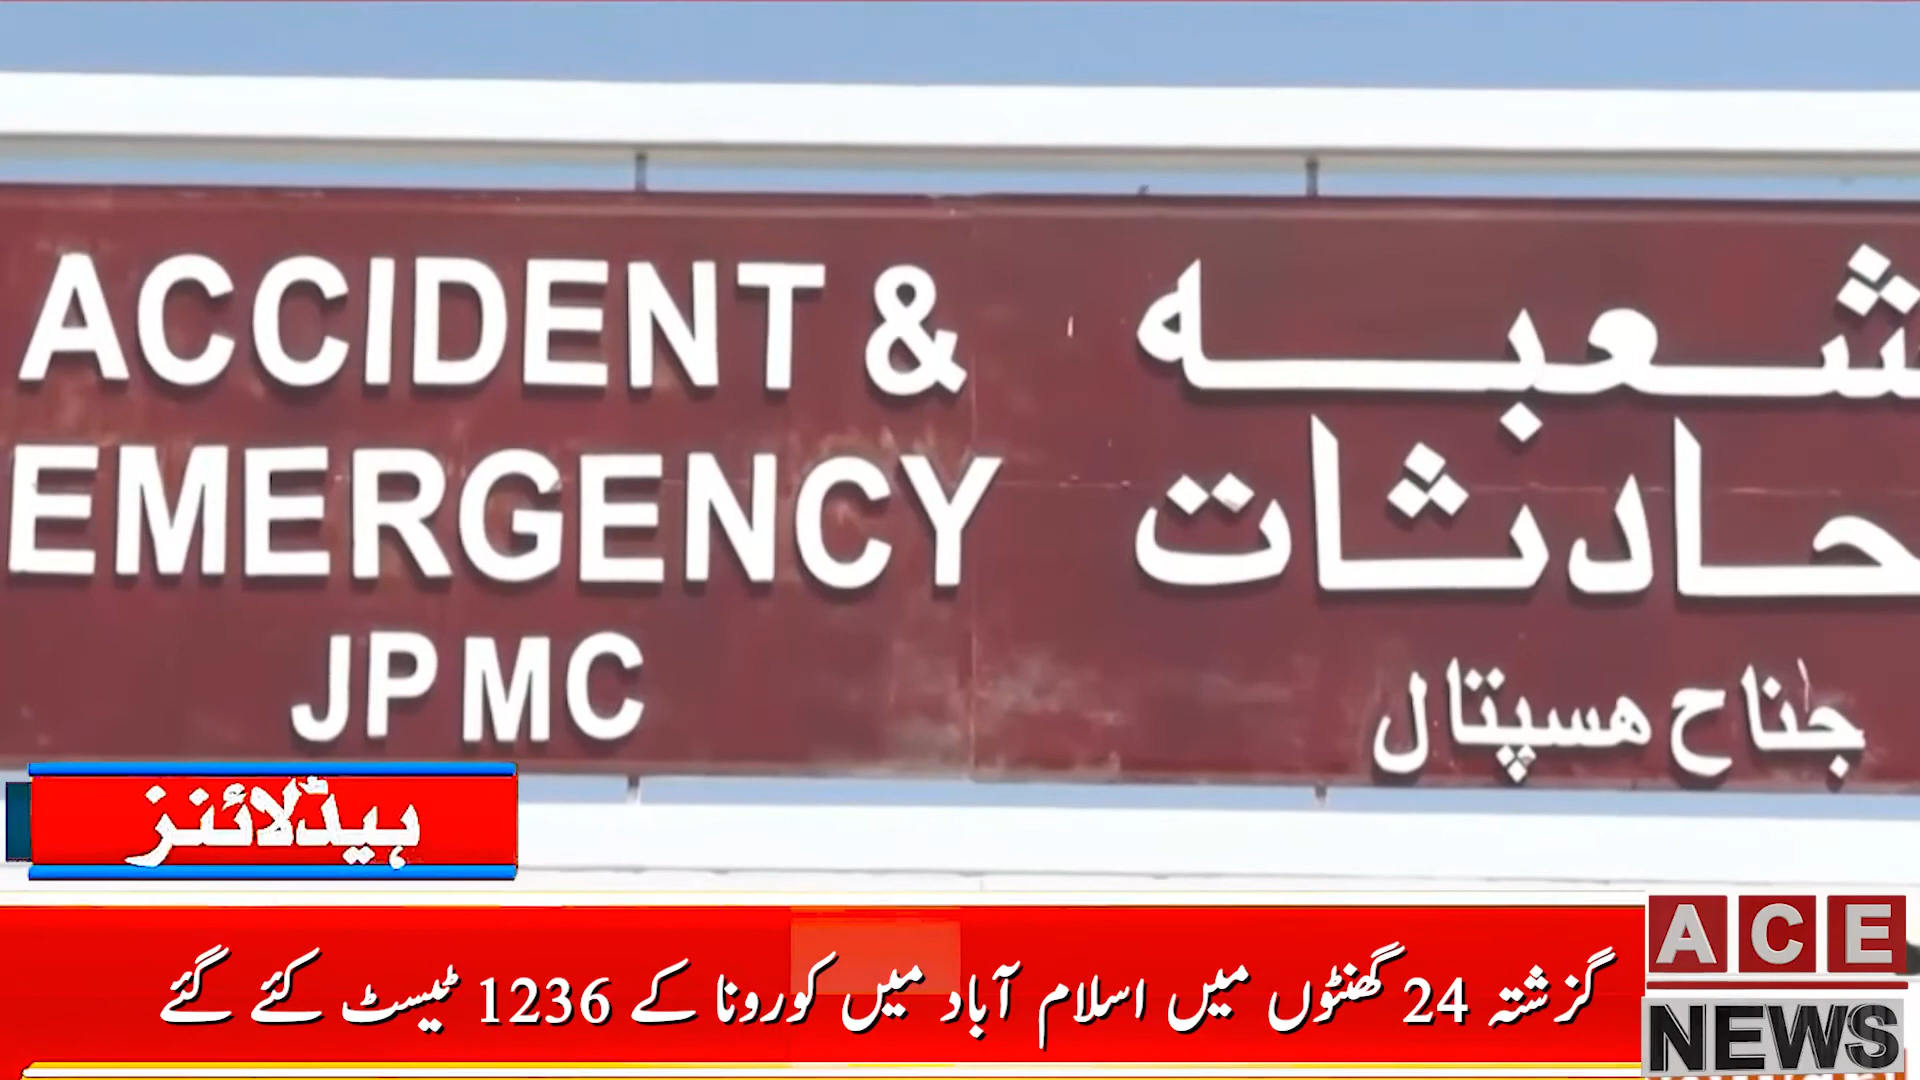 ACCIDENT &
EMERGENCY
JPMC
شعبہ
حادثات
جناح ھسپتال
ہیڈلائنز
گزشتہ 24 گھنٹوں میں اسلام آباد میں کورونا کے 1236 ٹیسٹ کئے گئے
ACE
NEWS